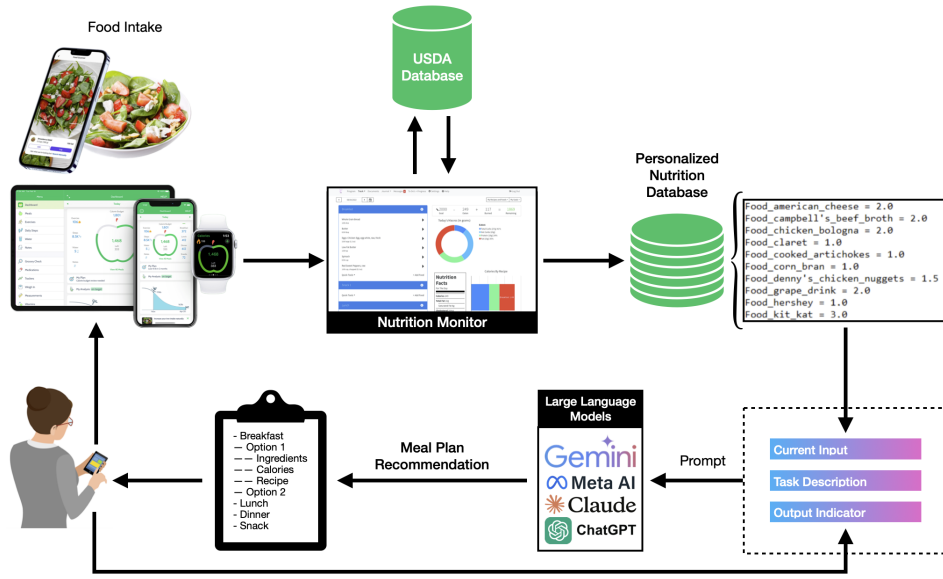 Food Intake
USDA
Database
Personalized
Nutrition
Database
Food_american_cheese = 2.0
Food_campbell's_beef_broth = 2.0
Food_chicken_bologna = 2.0
Food_claret = 1.0
Food_cooked_artichokes = 1.0
Food_corn_bran = 1.0
Food_denny's_chicken_nuggets = 1.5
Food_grape_drink = 2.0
Food_hershey = 1.0
Food_kit_kat = 3.0
Nutrition
Facts
Nutrition Monitor
- Breakfast
— Option 1
—— Ingredients
—— Calories
—— Recipe
— Option 2
- Lunch
- Dinner
- Snack
Meal Plan
Recommendation
Large Language
Models
Gemini
Meta AI
Claude
ChatGPT
Prompt
Current Input
Task Description
Output Indicator